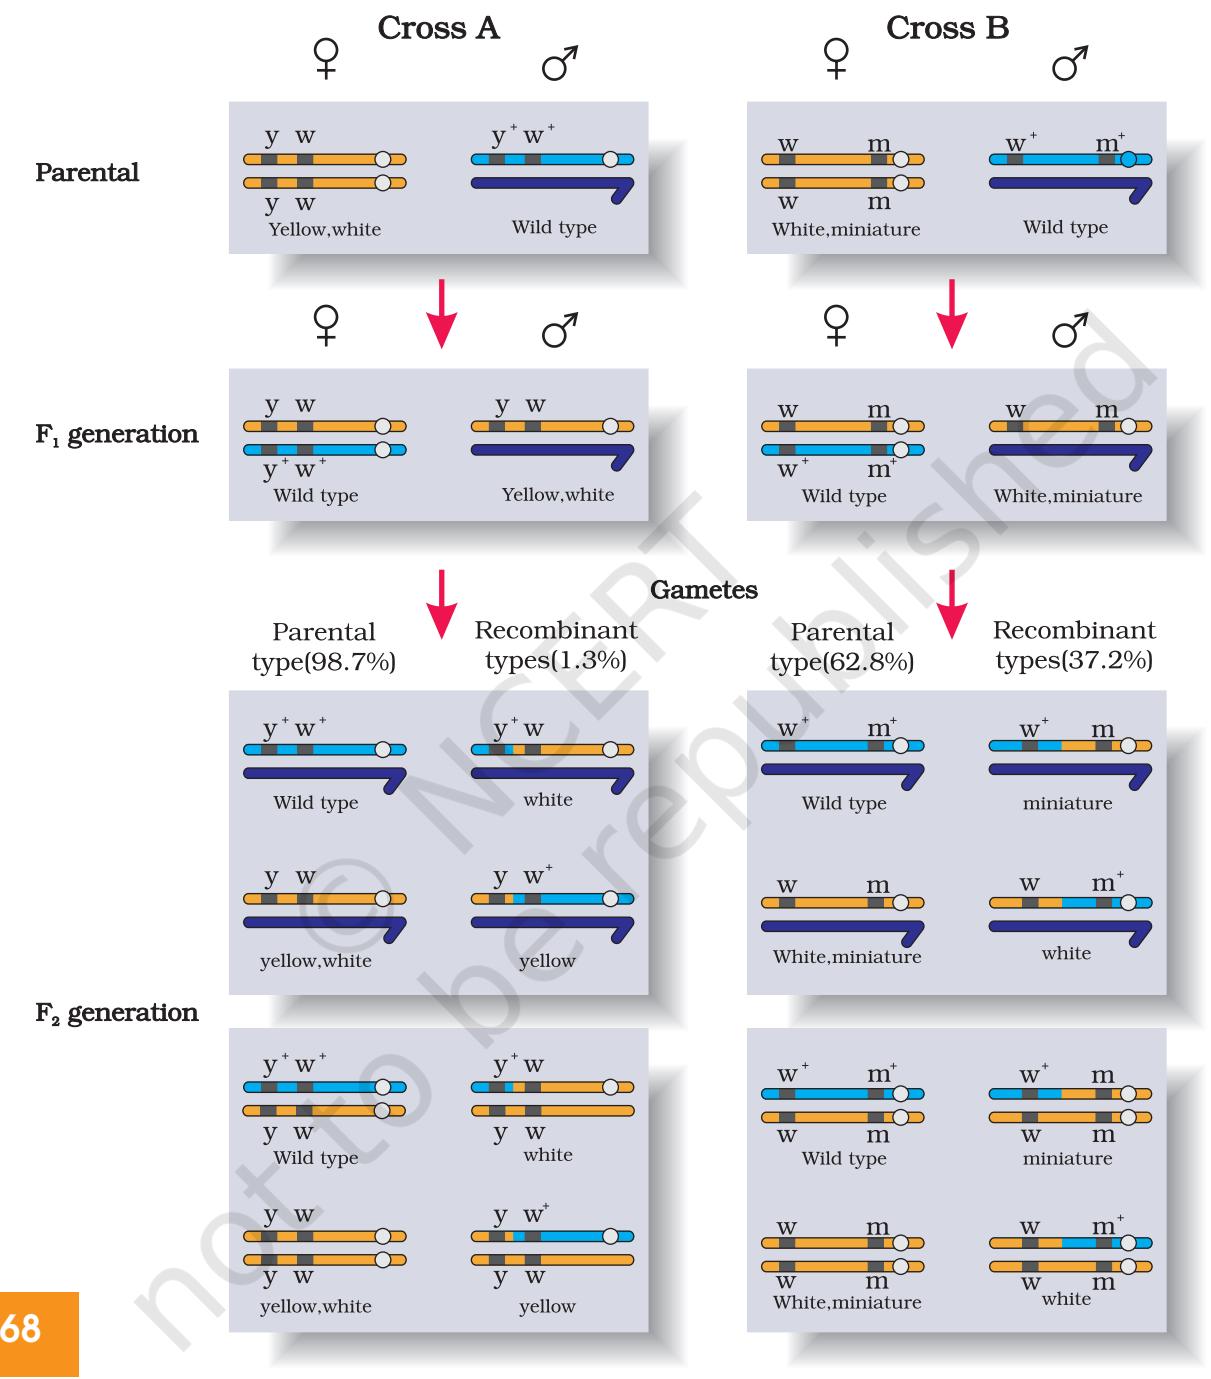 Cross A Cross B
♀ ♂ ♀ ♂
Parental
y w y⁺ w⁺ w m w⁺ m⁺
y w w m
Yellow,white Wild type White,miniature Wild type
♀ ♂ ♀ ♂
F₁ generation
y w y w w m w m
y⁺ w⁺ w⁺ m⁺
Wild type Yellow,white Wild type White,miniature
Gametes
Parental Recombinant Parental Recombinant
type(98.7%) types(1.3%) type(62.8%) types(37.2%)
y⁺ w⁺ y⁺ w w⁺ m⁺ w⁺ m
Wild type white Wild type miniature
y w y w⁺ w m w m⁺
yellow,white yellow White,miniature white
F₂ generation
y⁺ w⁺ y⁺ w w⁺ m⁺ w⁺ m
y w y w w m w m
Wild type white Wild type miniature
y w y w⁺ w m w m⁺
y w y w w m w m
yellow,white yellow White,miniature white
68
© NCERT
not to be republished